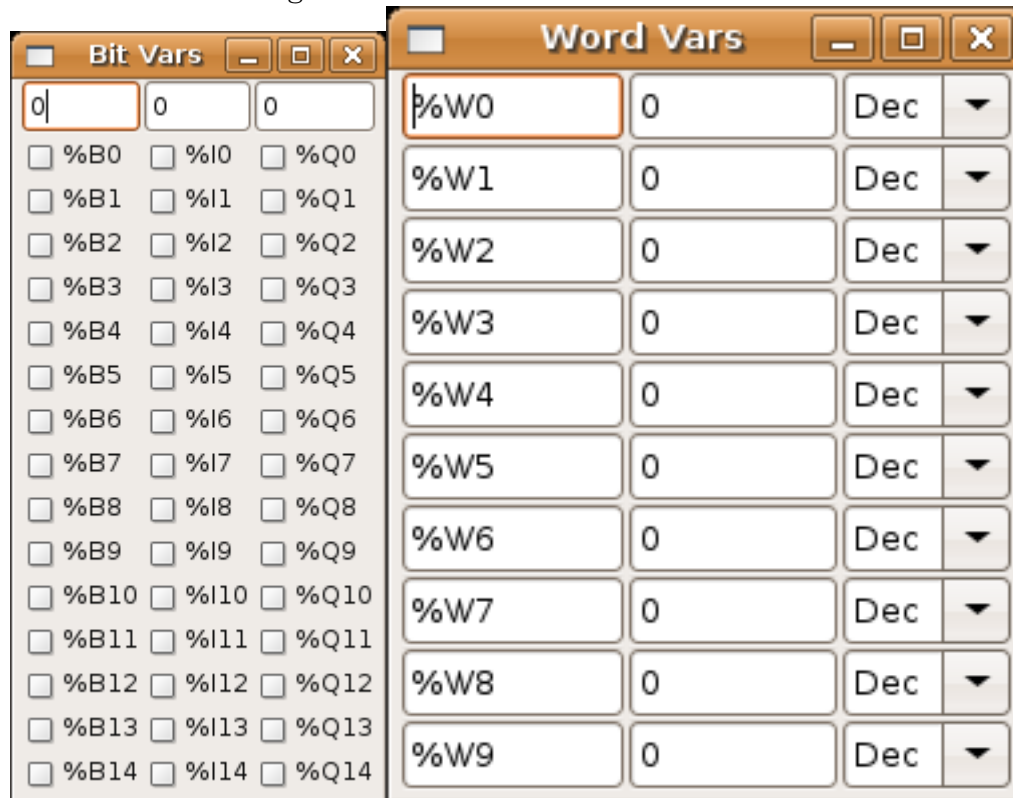 Bit Vars
0 0 0
%B0 %I0 %Q0
%B1 %I1 %Q1
%B2 %I2 %Q2
%B3 %I3 %Q3
%B4 %I4 %Q4
%B5 %I5 %Q5
%B6 %I6 %Q6
%B7 %I7 %Q7
%B8 %I8 %Q8
%B9 %I9 %Q9
%B10 %I10 %Q10
%B11 %I11 %Q11
%B12 %I12 %Q12
%B13 %I13 %Q13
%B14 %I14 %Q14
Word Vars
%W0 0 Dec
%W1 0 Dec
%W2 0 Dec
%W3 0 Dec
%W4 0 Dec
%W5 0 Dec
%W6 0 Dec
%W7 0 Dec
%W8 0 Dec
%W9 0 Dec